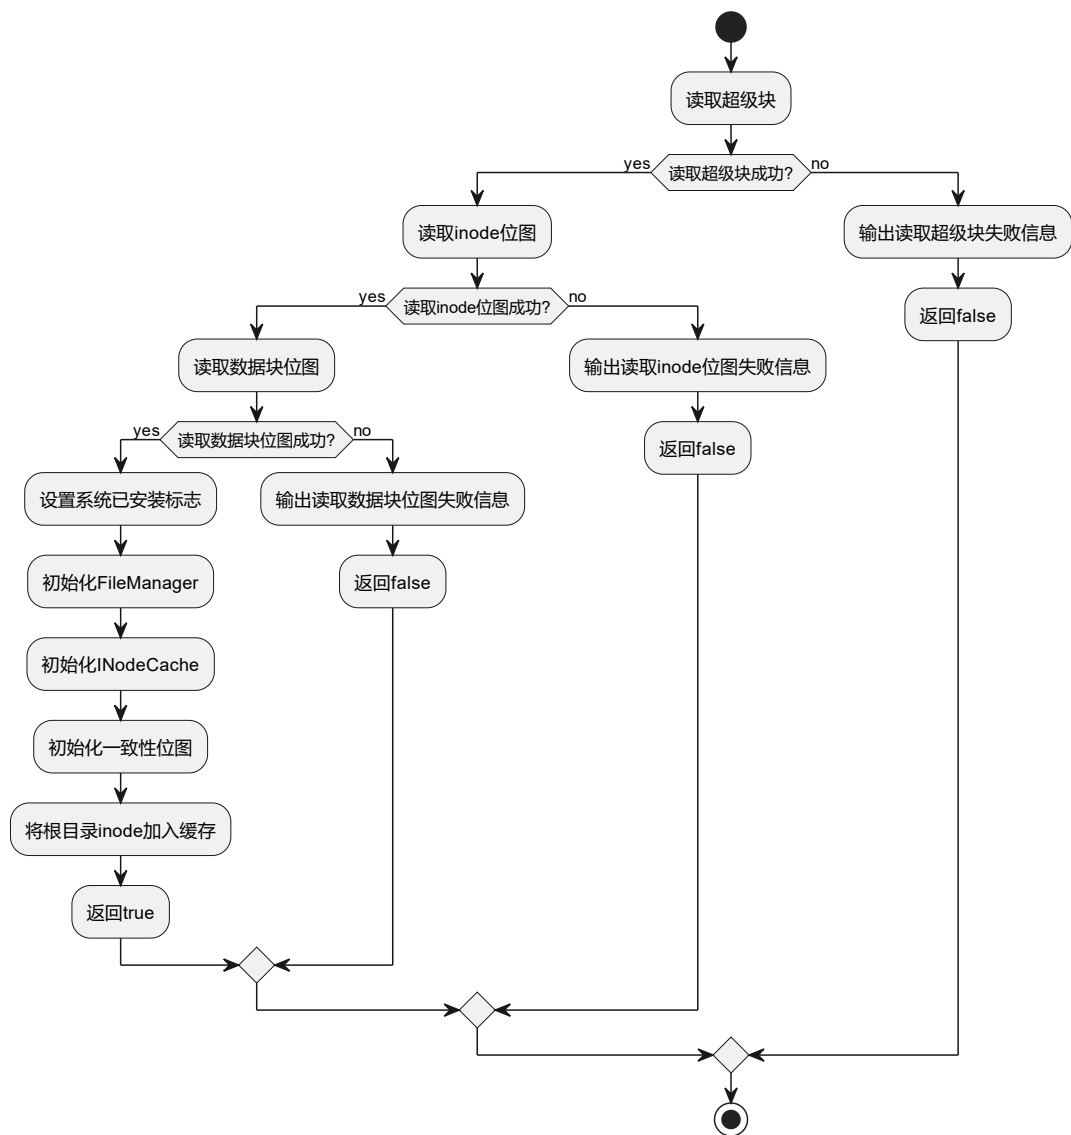 读取超级块
yes
读取超级块成功?
no
读取inode位图
输出读取超级块失败信息
yes
读取inode位图成功?
no
返回false
读取数据块位图
输出读取inode位图失败信息
yes
读取数据块位图成功?
no
返回false
设置系统已安装标志
输出读取数据块位图失败信息
初始化FileManager
返回false
初始化INodeCache
初始化一致性位图
将根目录inode加入缓存
返回true